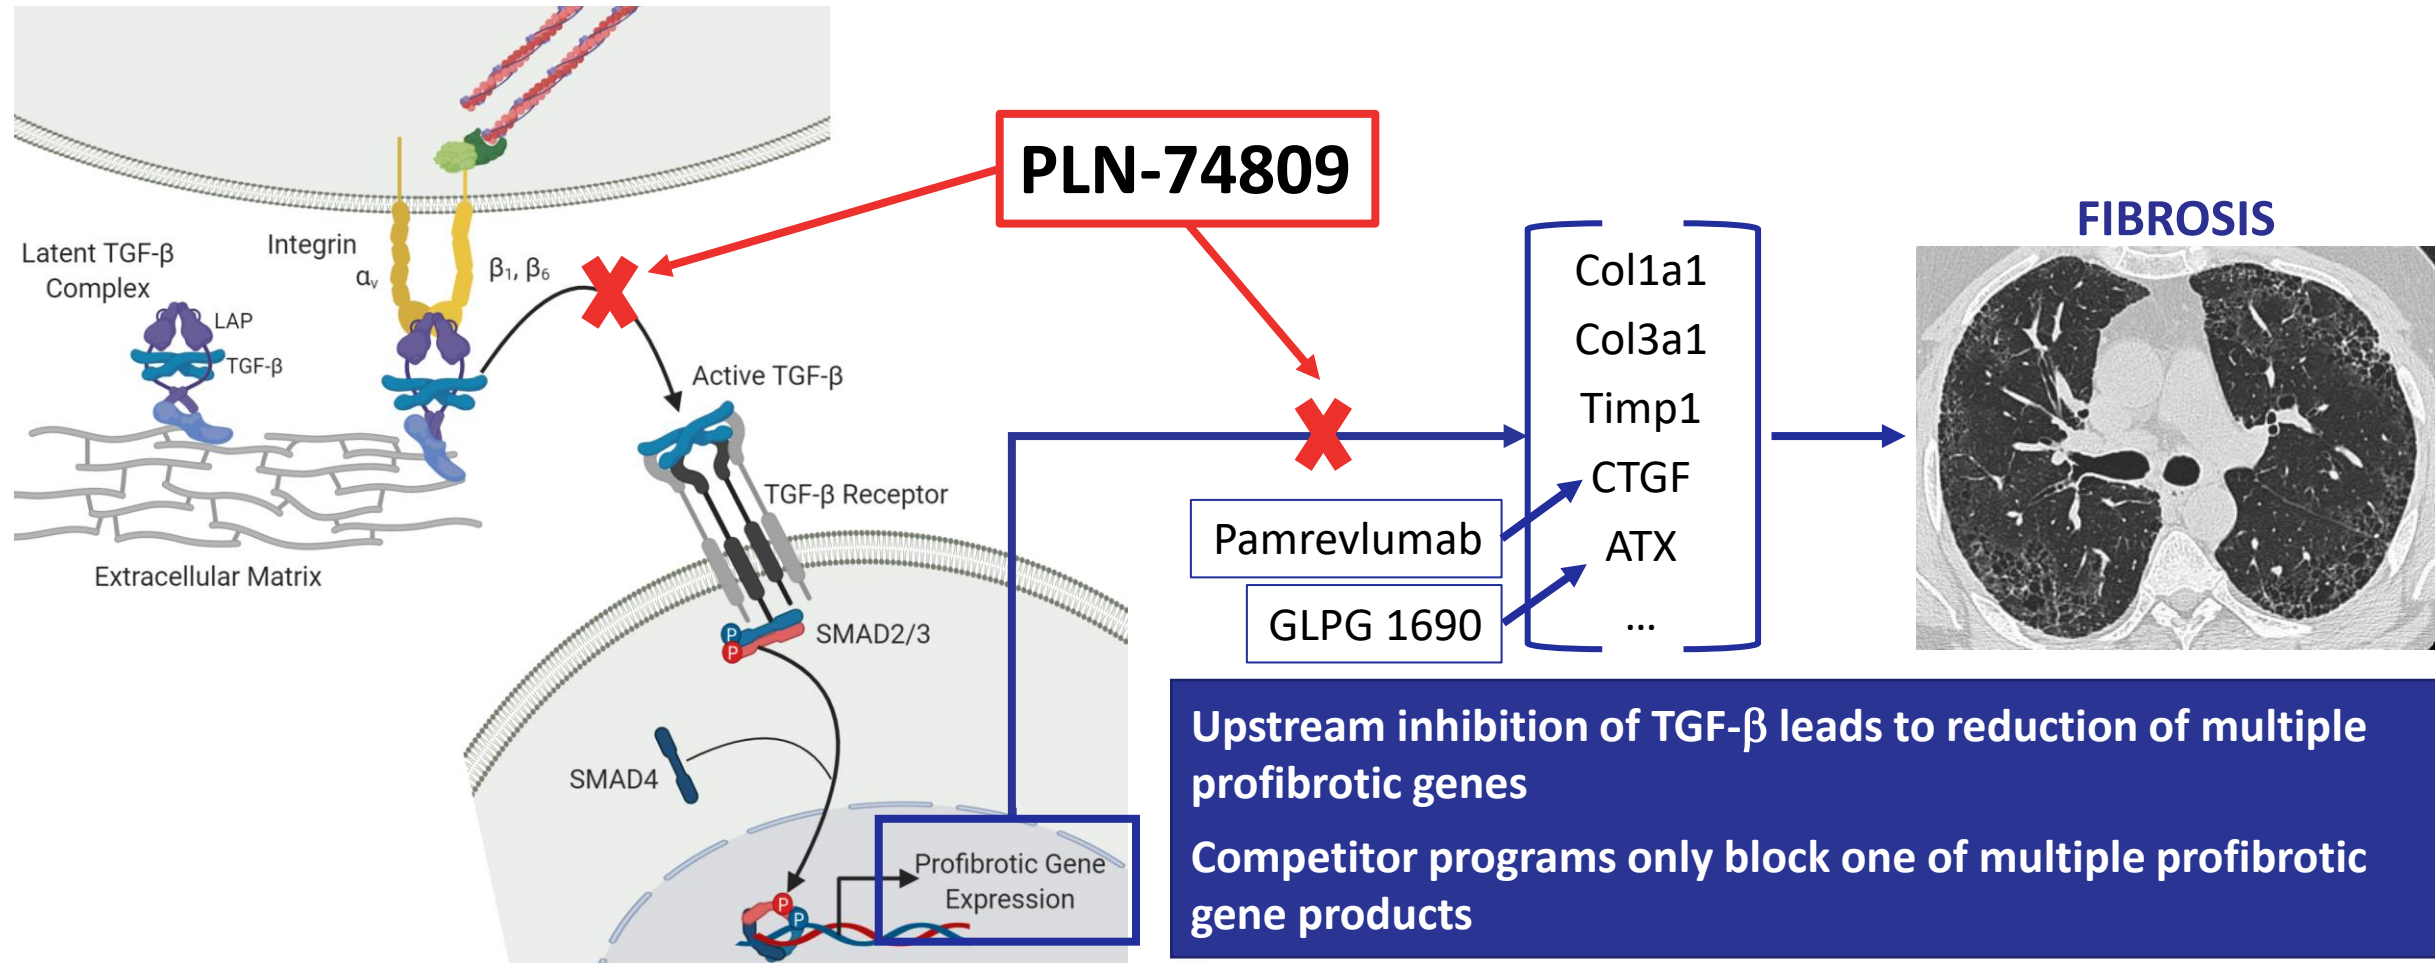 PLN-74809
FIBROSIS
Latent TGF-β
Complex
Integrin
αv
β1, β6
LAP
TGF-β
Active TGF-β
TGF-β Receptor
Extracellular Matrix
P
P
SMAD2/3
SMAD4
Profibrotic Gene
Expression
P
P
Col1a1
Col3a1
Timp1
CTGF
ATX
...
Pamrevlumab
GLPG 1690
Upstream inhibition of TGF-β leads to reduction of multiple
profibrotic genes
Competitor programs only block one of multiple profibrotic
gene products